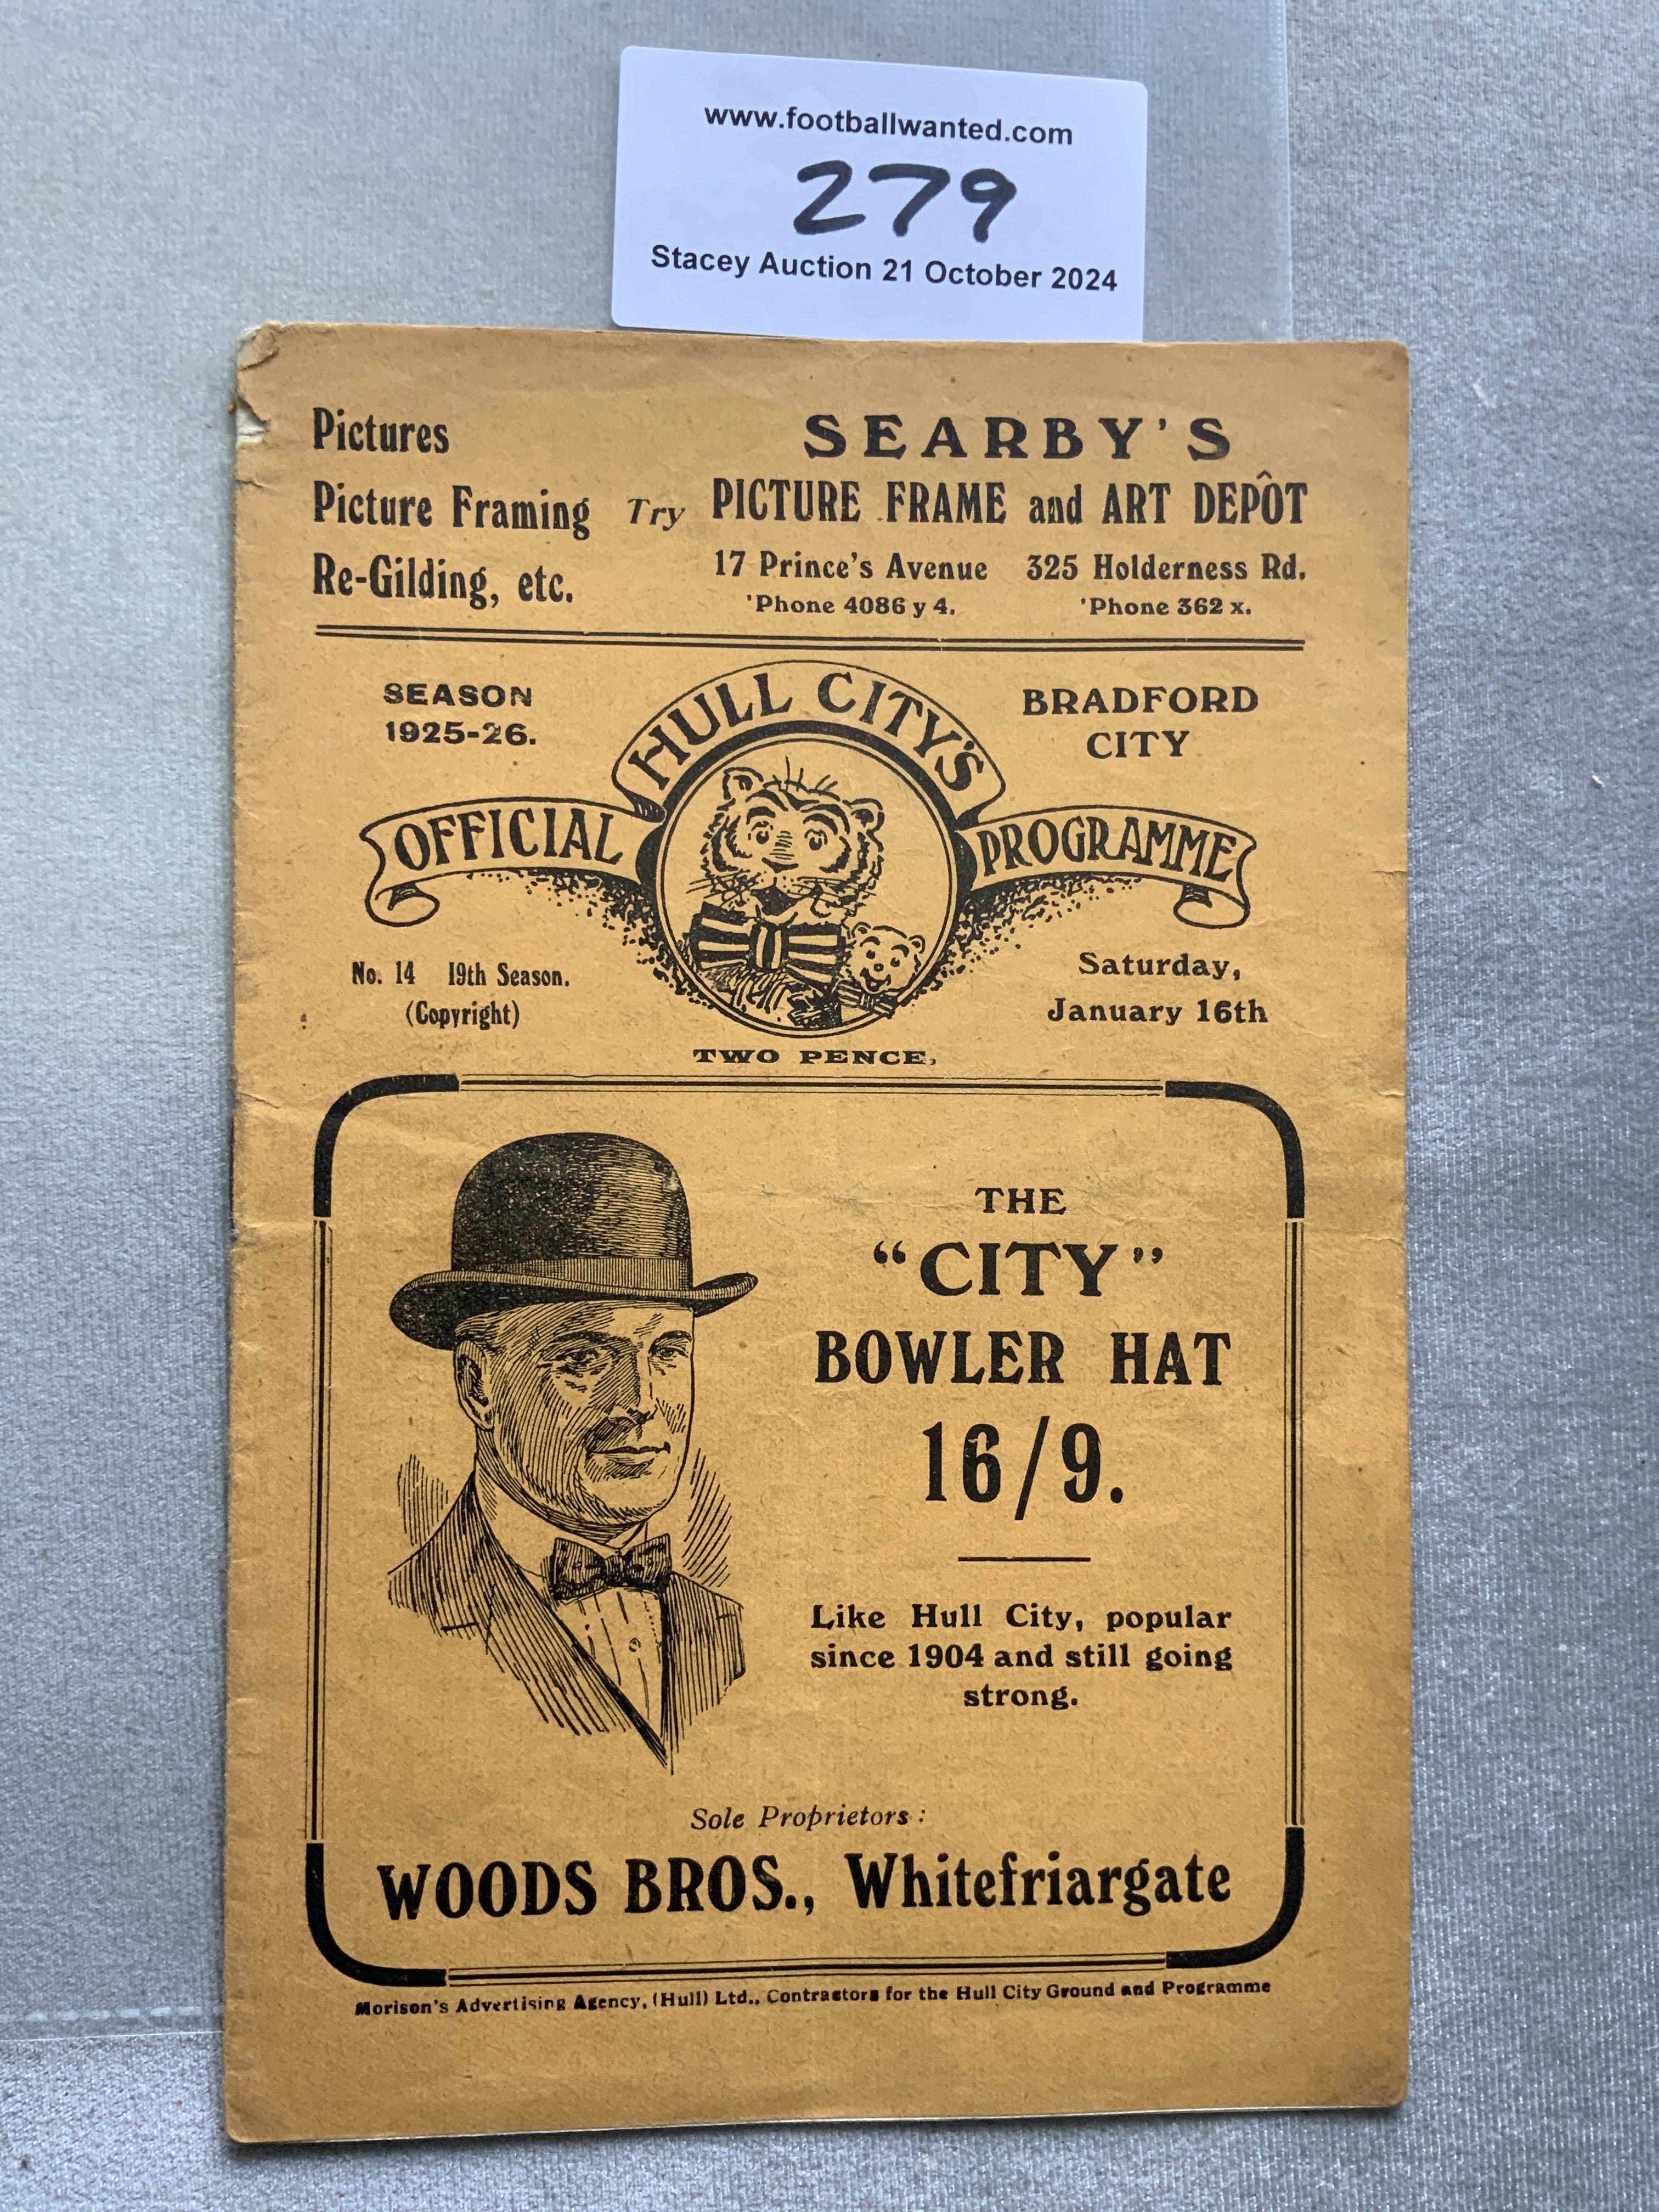 www.footballwanted.com
279
Stacey Auction 21 October 2024
Pictures
Picture Framing
Re-Gilding, etc.
Try
SEARBY'S
PICTURE FRAME and ART DEPÔT
17 Prince's Avenue 325 Holderness Rd.
'Phone 4086 y 4. 'Phone 362 x.
SEASON
1925-26.
HULL CITY'S
OFFICIAL PROGRAMME
BRADFORD
CITY
No. 14 19th Season.
(Copyright)
Saturday,
January 16th
TWO PENCE.
THE
"CITY"
BOWLER HAT
16/9.
Like Hull City, popular
since 1904 and still going
strong.
Sole Proprietors:
WOODS BROS., Whitefriargate
Morison's Advertising Agency, (Hull) Ltd., Contractors for the Hull City Ground and Programme